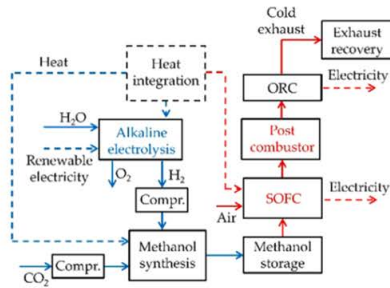 Cold
exhaust
Exhaust
recovery
Heat
Heat
integration
ORC
Electricity
H₂O
Alkaline
electrolysis
Post
combustor
Renewable
electricity
O₂
H₂
Compr.
SOFC
Electricity
Air
Methanol
synthesis
Methanol
storage
CO₂
Compr.